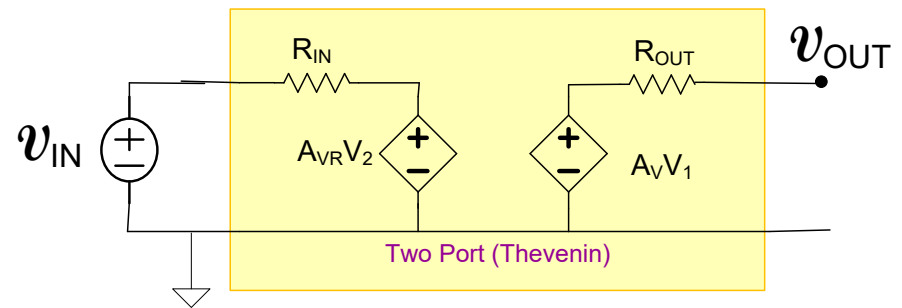 R_IN
R_OUT
𝒗_OUT
𝒗_IN
+
−
A_VRV_2
+
−
+
−
A_VV_1
Two Port (Thevenin)